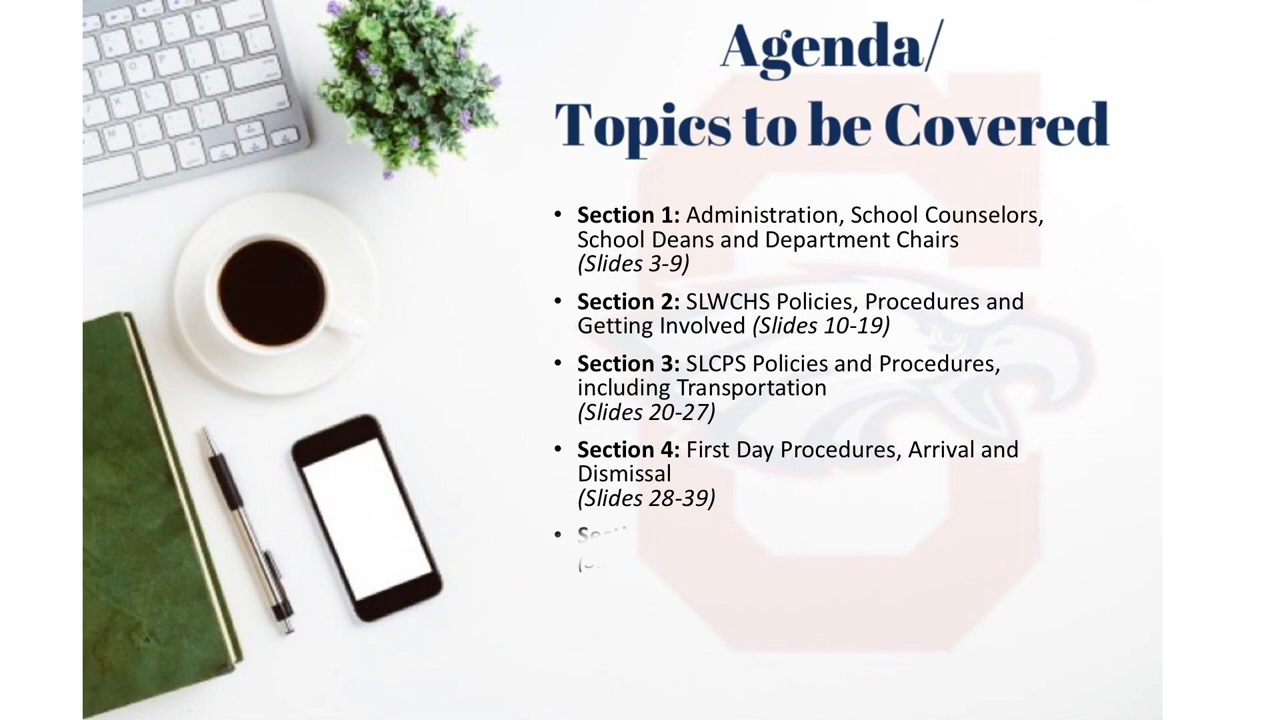 Agenda/
Topics to be Covered
• Section 1: Administration, School Counselors,
School Deans and Department Chairs
(Slides 3-9)
• Section 2: SLWCHS Policies, Procedures and
Getting Involved (Slides 10-19)
• Section 3: SLCPS Policies and Procedures,
including Transportation
(Slides 20-27)
• Section 4: First Day Procedures, Arrival and
Dismissal
(Slides 28-39)